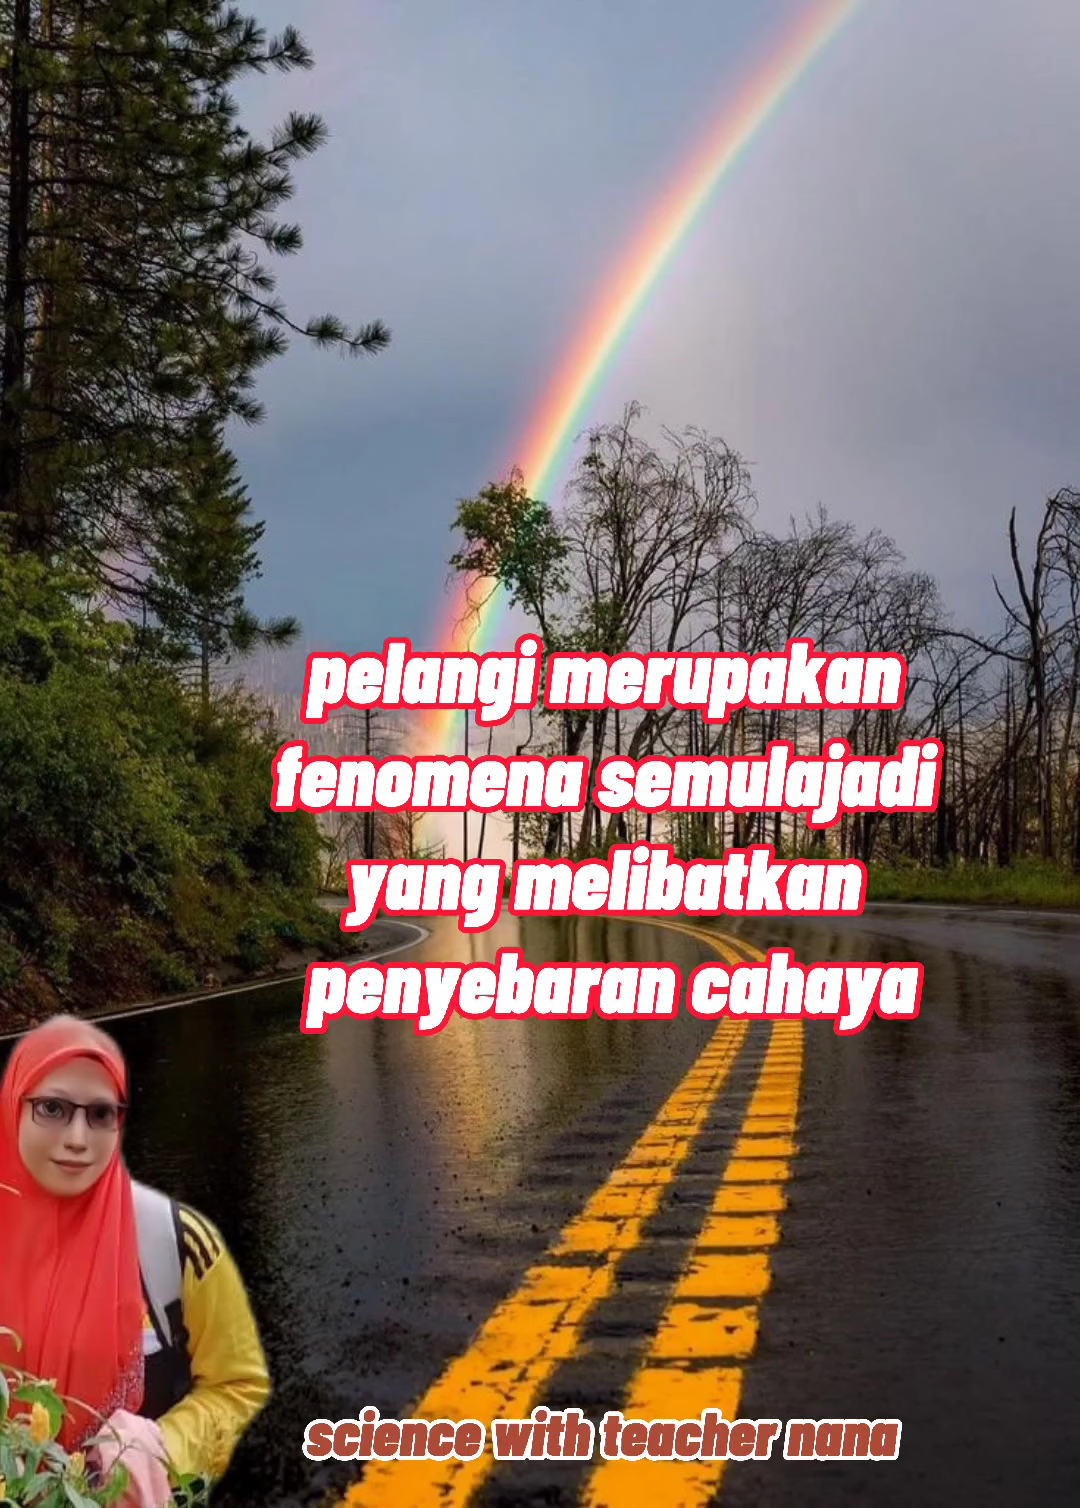 pelangi merupakan
fenomena semulajadi
yang melibatkan
penyebaran cahaya
science with teacher nana